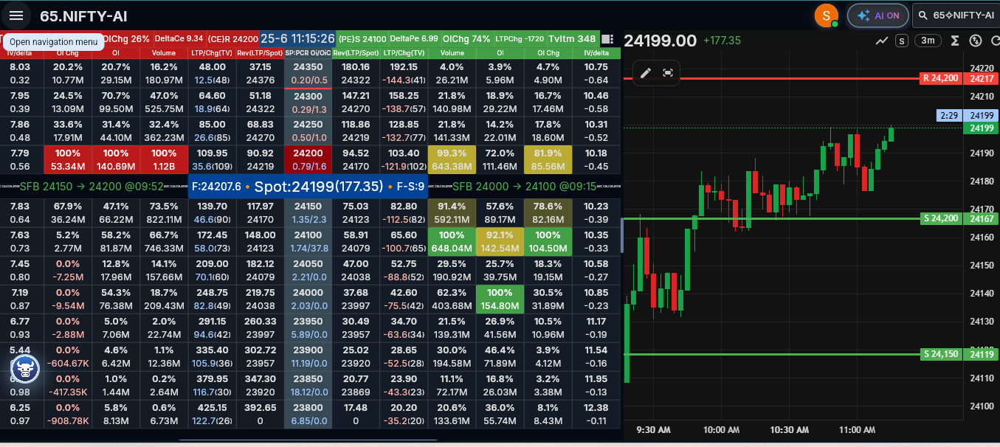 65.NIFTY-AI
S
AI ON
65✧NIFTY-AI
Open navigation menu
OIChg 26% DeltaCe 9.34 (CE)R 24200 25-6 11:15:26 (PE)S 24100 DeltaPe 6.99 OIChg 74% LTPChg -1720 TvItm 348
24199.00 +177.35
S 3m Σ
IV/delta OI Chg OI Volume LTP/Chg(TV) Rev(LTP/Spot) SP:PCR Oi/OiC Rev(LTP/Spot) LTP/Chg(TV) Volume OI OI Chg IV/delta
8.03 20.2% 20.7% 16.2% 48.00 37.15 24350 180.16 192.15 4.0% 3.9% 4.7% 10.75
0.32 10.77M 29.15M 180.97M 12.5(48) 24376 0.20/0.5 24322 -144.3(41) 26.21M 5.96M 4.90M -0.64
7.95 24.5% 70.7% 47.0% 64.60 51.18 24300 147.21 158.25 21.8% 18.9% 16.7% 10.46
0.39 13.09M 99.50M 525.75M 18.9(64) 24322 0.29/1.3 24270 -138.7(57) 140.98M 29.22M 17.46M -0.58
7.86 33.6% 31.4% 32.4% 85.00 68.83 24250 118.86 128.85 21.8% 14.2% 17.8% 10.31
0.48 17.91M 44.10M 362.23M 26.6(85) 24270 0.50/1.0 24219 -132.7(77) 141.33M 22.01M 18.60M -0.52
7.79 100% 100% 100% 109.95 90.92 24200 94.52 103.40 99.3% 72.0% 81.9% 10.18
0.56 53.34M 140.69M 1.12B 35.6(109) 24219 0.79/1.6 24170 -121.9(102) 643.38M 111.46M 85.56M -0.45
SFB 24150 → 24200 @09:52 F:24207.6 • Spot:24199(177.35) • F-S:9 SFB 24000 → 24100 @09:15
7.83 67.9% 47.1% 73.5% 139.70 117.97 24150 75.03 82.80 91.4% 57.6% 78.6% 10.23
0.64 36.24M 66.22M 822.11M 46.6(90) 24170 1.35/2.3 24123 -112.5(82) 592.11M 89.17M 82.16M -0.39
7.63 5.2% 58.2% 66.7% 172.45 148.00 24100 58.91 65.60 100% 92.1% 100% 10.35
0.73 2.77M 81.87M 746.33M 58.0(73) 24123 1.74/37.8 24079 -100.7(65) 648.04M 142.54M 104.50M -0.33
7.45 0.0% 12.8% 14.1% 209.00 182.12 24050 47.00 52.75 29.5% 25.7% 18.3% 10.58
0.80 -7.25M 17.96M 157.66M 70.1(60) 24079 2.21/0.0 24038 -88.8(52) 190.92M 39.75M 19.15M -0.27
7.19 0.0% 54.3% 18.7% 248.75 219.75 24000 37.68 42.60 62.3% 100% 30.5% 10.85
0.87 -9.54M 76.38M 209.43M 82.8(49) 24038 2.03/0.0 23997 -75.5(42) 403.68M 154.80M 31.89M -0.23
6.77 0.0% 5.0% 2.0% 291.15 260.33 23950 30.49 34.70 21.5% 26.9% 10.5% 11.17
0.93 -2.88M 7.06M 22.74M 94.6(42) 23997 5.89/0.0 23957 -63.6(34) 139.31M 41.56M 10.96M -0.19
5.44 0.0% 4.6% 1.1% 335.40 302.72 23900 25.02 28.65 30.0% 46.4% 3.9% 11.54
-604.67K 6.42M 12.36M 105.9(36) 23957 11.19/0.0 23920 -52.5(28) 194.58M 71.89M 4.12M -0.16
0.0% 1.0% 0.2% 379.95 347.30 23850 20.77 23.90 11.1% 16.8% 3.2% 11.95
0.98 -417.35K 1.44M 2.64M 116.7(30) 23920 18.12/0.0 23869 -43.3(23) 72.17M 26.03M 3.38M -0.13
6.25 0.0% 5.8% 0.6% 425.15 392.65 23800 17.48 20.20 20.6% 36.0% 8.1% 12.38
0.97 -908.78K 8.13M 6.73M 122.7(26) 0 6.85/0.0 0 -35.2(20) 133.61M 55.74M 8.43M -0.11
24220
R 24,200 24217
24210
2:29 24199
24199
24190
24180
24170
S 24,200 24167
24160
24150
24140
24130
S 24,150 24119
24110
24100
9:30 AM 10:00 AM 10:30 AM 11:00 AM